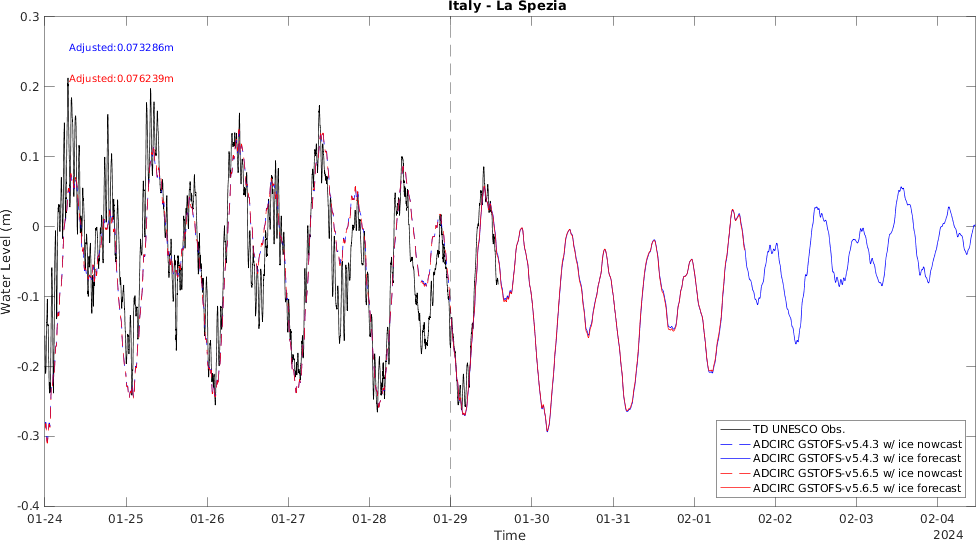 Italy - La Spezia
0.3
Adjusted:0.073286m
Adjusted:0.076239m
0.2
0.1
0
-0.1
-0.2
-0.3
-0.4
Water Level (m)
TD UNESCO Obs.
ADCIRC GSTOFS-v5.4.3 w/ ice nowcast
ADCIRC GSTOFS-v5.4.3 w/ ice forecast
ADCIRC GSTOFS-v5.6.5 w/ ice nowcast
ADCIRC GSTOFS-v5.6.5 w/ ice forecast
01-24 01-25 01-26 01-27 01-28 01-29 01-30 01-31 02-01 02-02 02-03 02-04
Time
2024